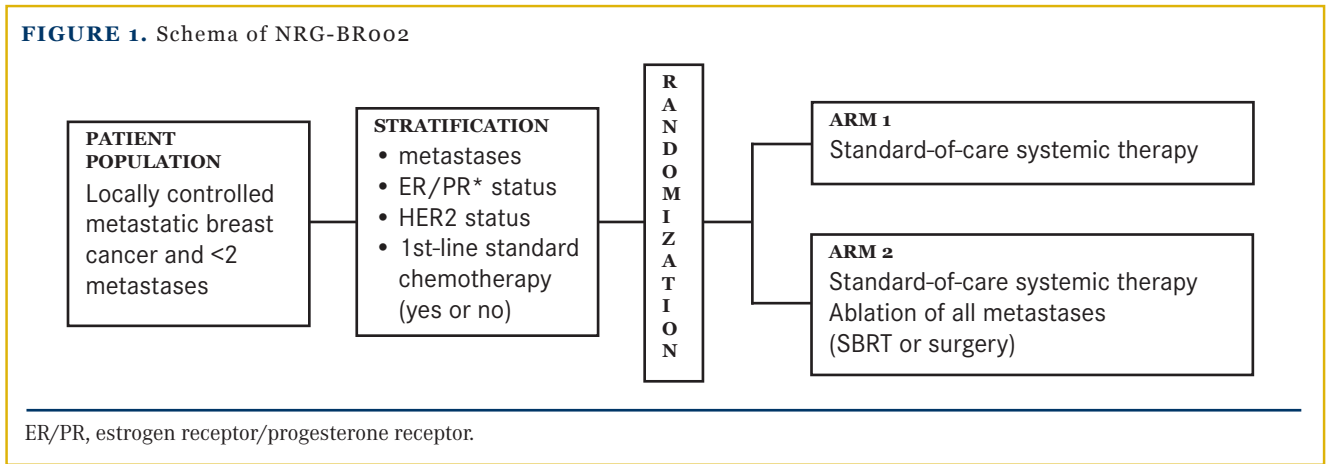 FIGURE 1. Schema of NRG-BR002
PATIENT
POPULATION
Locally controlled
metastatic breast
cancer and <2
metastases
STRATIFICATION
• metastases
• ER/PR* status
• HER2 status
• 1st-line standard
chemotherapy
(yes or no)
R
A
N
D
O
M
I
Z
A
T
I
O
N
ARM 1
Standard-of-care systemic therapy
ARM 2
Standard-of-care systemic therapy
Ablation of all metastases
(SBRT or surgery)
ER/PR, estrogen receptor/progesterone receptor.